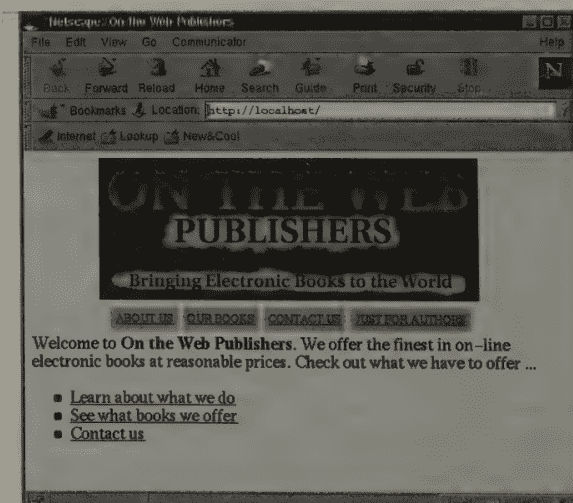 Netscape: On the Web Publishers
File Edit View Go Communicator Help
Back Forward Reload Home Search Guide Print Security Stop
N
Bookmarks Location: http://localhost/
Internet Lookup New&Cool
ON THE WEB
PUBLISHERS
Bringing Electronic Books to the World
ABOUT US OUR BOOKS CONTACT US JUST FOR AUTHORS
Welcome to On the Web Publishers. We offer the finest in on-line
electronic books at reasonable prices. Check out what we have to offer ...
Learn about what we do
See what books we offer
Contact us